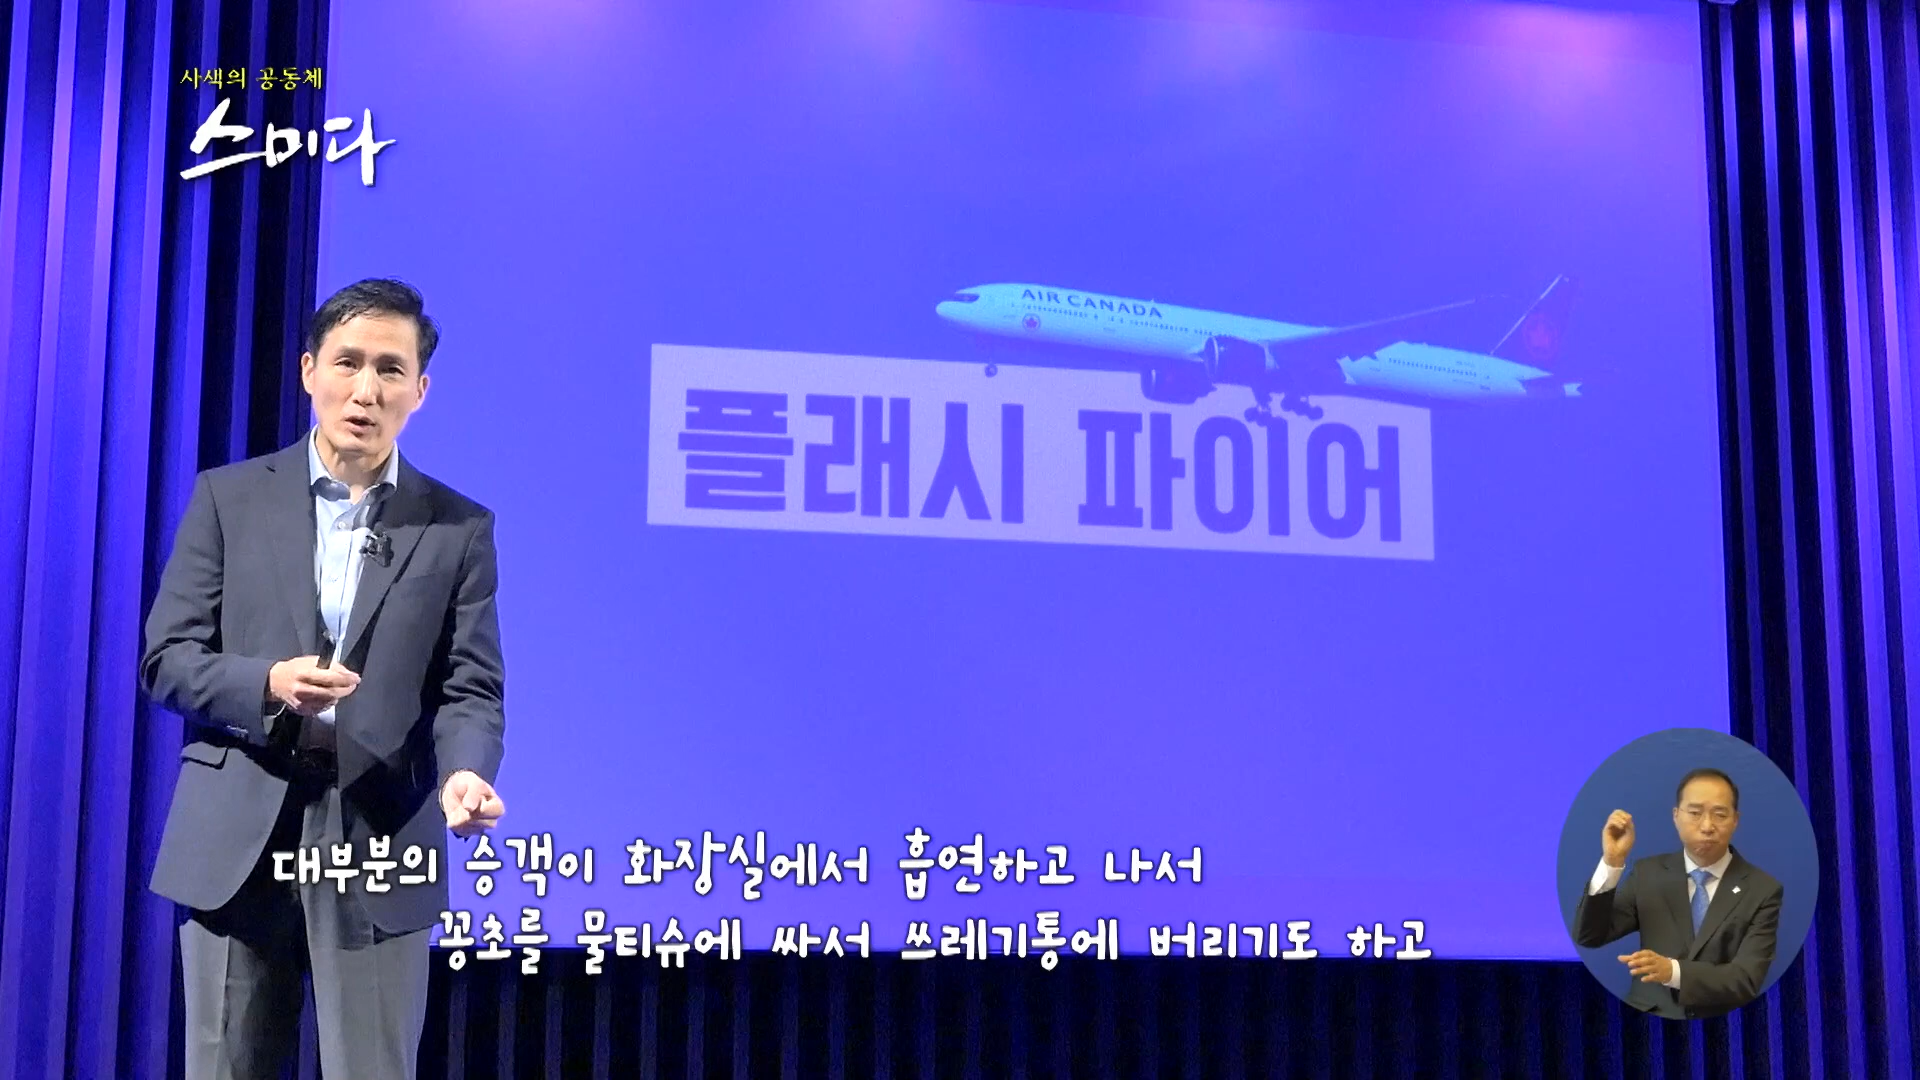 사색의 공동체
스미다
AIR CANADA
플래시 파이어
대부분의 승객이 화장실에서 흡연하고 나서
꽁초를 물티슈에 싸서 쓰레기통에 버리기도 하고